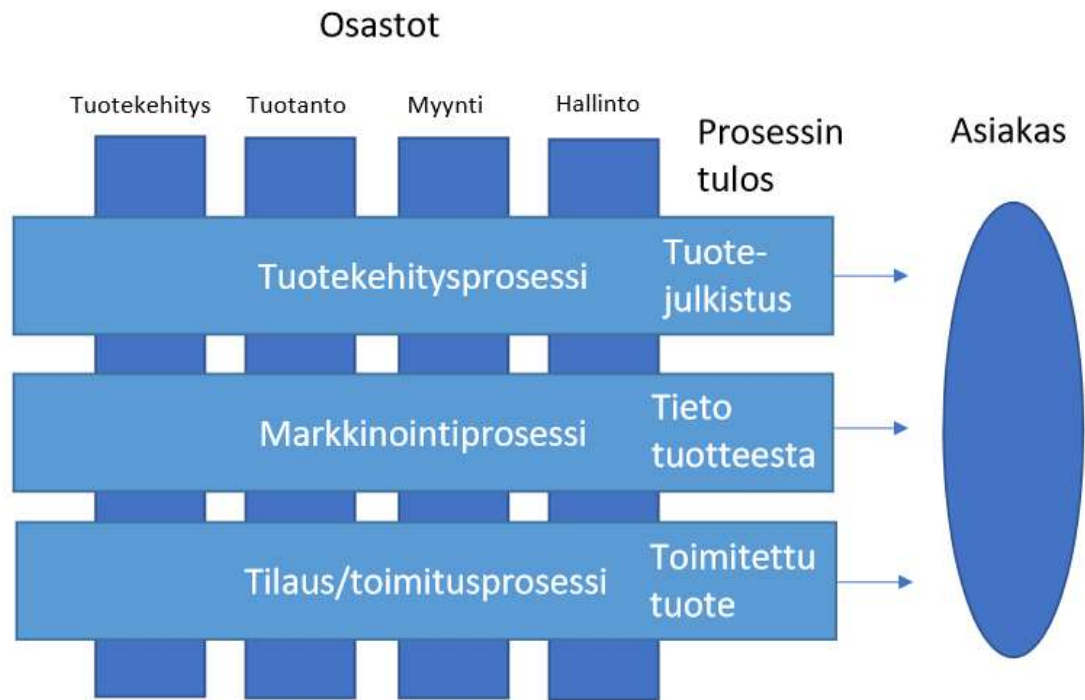 Osastot
Tuotekehitys
Tuotanto
Myynti
Hallinto
Prosessin
tulos
Asiakas
Tuotekehitysprosessi
Tuote-
julkistus
Markkinointiprosessi
Tieto
tuotteesta
Tilaus/toimitusprosessi
Toimitettu
tuote